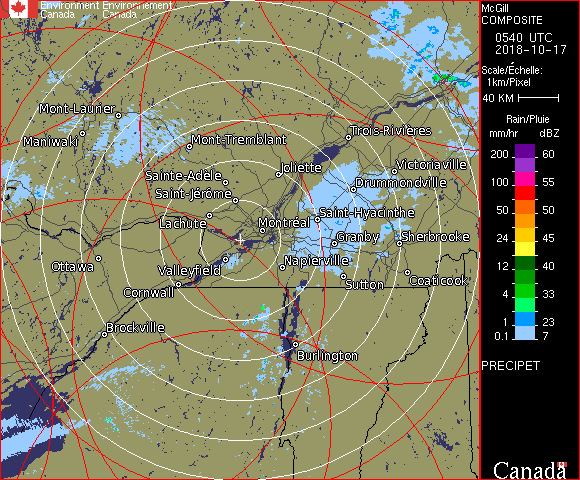 Environment Environnement
Canada Canada
McGill
COMPOSITE
0540 UTC
2018-10-17
Scale/Échelle:
1km/Pixel
40 KM
Rain/Pluie
mm/hr dBZ
200 60
100 55
50 50
24 45
12 40
4 33
1 23
0.1 7
PRECIPET
Canada
Mont-Laurier
Maniwaki
Mont-Tremblant
Trois-Rivières
Joliette
Victoriaville
Sainte-Adèle
Drummondville
Saint-Jérôme
Saint-Hyacinthe
Lachute
Montréal
Granby
Sherbrooke
Ottawa
Valleyfield
Napierville
Cornwall
Sutton
Coaticook
Brockville
Burlington